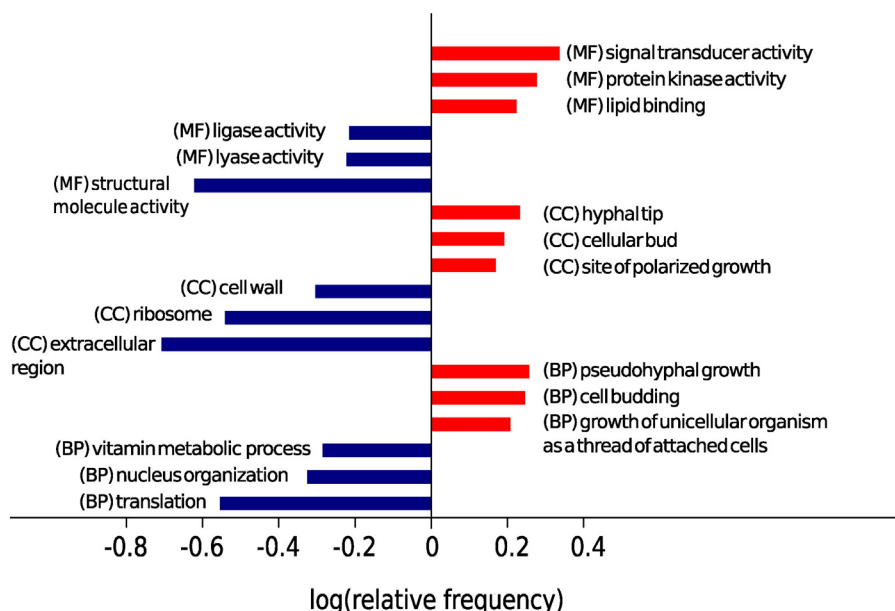 (MF) signal transducer activity
(MF) protein kinase activity
(MF) lipid binding
(MF) ligase activity
(MF) lyase activity
(MF) structural
molecule activity
(CC) hyphal tip
(CC) cellular bud
(CC) site of polarized growth
(CC) cell wall
(CC) ribosome
(CC) extracellular
region
(BP) pseudohyphal growth
(BP) cell budding
(BP) growth of unicellular organism
as a thread of attached cells
(BP) vitamin metabolic process
(BP) nucleus organization
(BP) translation
-0.8 -0.6 -0.4 -0.2 0 0.2 0.4
log(relative frequency)